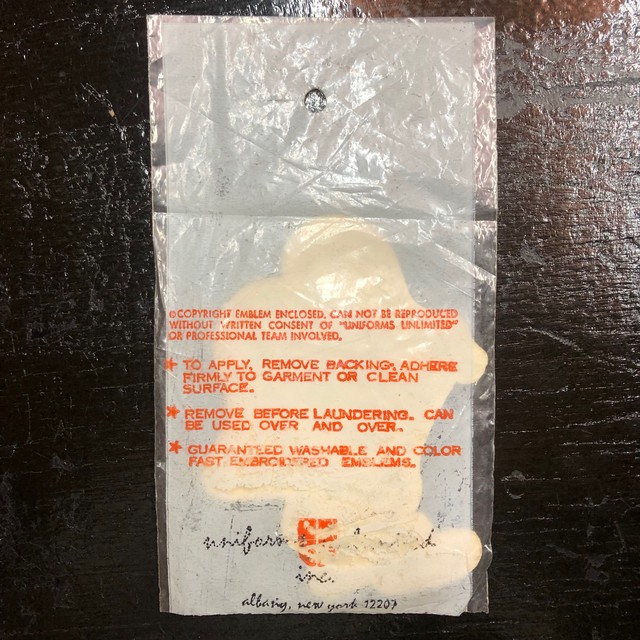 ©COPYRIGHT EMBLEM ENCLOSED. CAN NOT BE REPRODUCED
WITHOUT WRITTEN CONSENT OF "UNIFORMS UNLIMITED"
OR PROFESSIONAL TEAM INVOLVED.
* TO APPLY, REMOVE BACKING. ADHERE
FIRMLY TO GARMENT OR CLEAN
SURFACE.
* REMOVE BEFORE LAUNDERING. CAN
BE USED OVER AND OVER.
* GUARANTEED WASHABLE AND COLOR
FAST EMBROIDERED EMBLEMS.
uniforms unlimited
inc.
albany, new york 12207